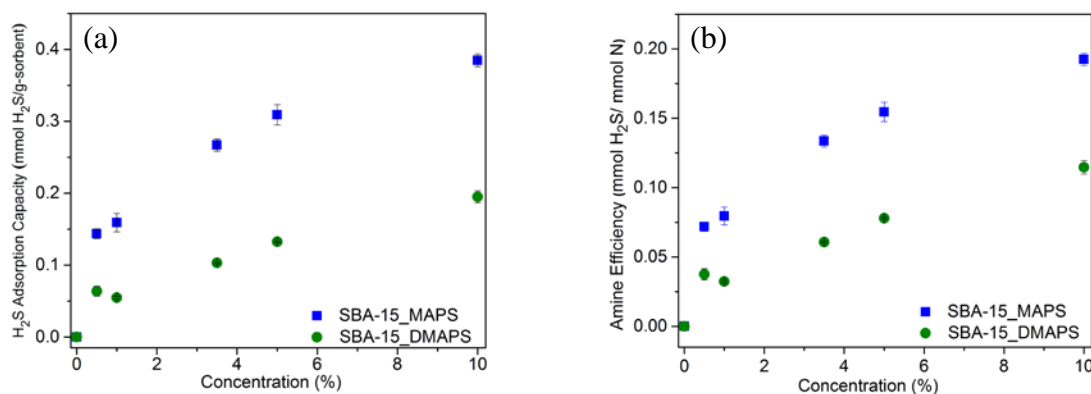 (a)
H₂S Adsorption Capacity (mmol H₂S/g-sorbent)
0.4
0.3
0.2
0.1
0.0
SBA-15_MAPS
SBA-15_DMAPS
0 2 4 6 8 10
Concentration (%)
(b)
Amine Efficiency (mmol H₂S/ mmol N)
0.20
0.15
0.10
0.05
0.00
SBA-15_MAPS
SBA-15_DMAPS
0 2 4 6 8 10
Concentration (%)